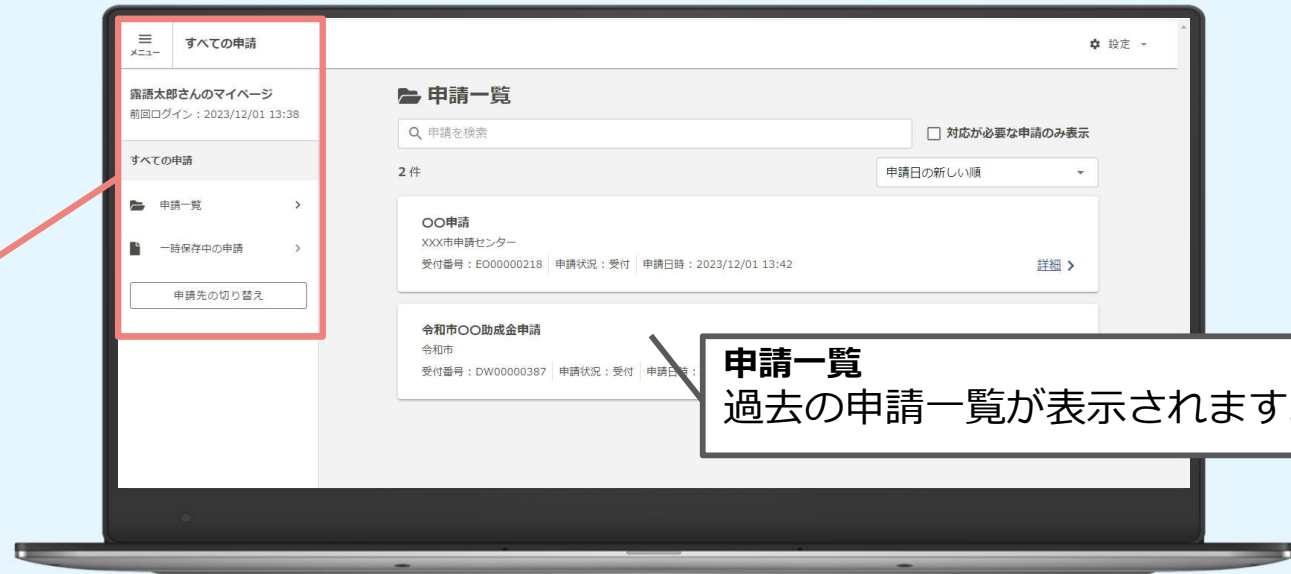 メニュー
すべての申請
設定
露語太郎さんのマイページ
前回ログイン：2023/12/01 13:38
すべての申請
申請一覧
一時保存中の申請
申請先の切り替え
申請一覧
申請を検索
対応が必要な申請のみ表示
2 件
申請日の新しい順
〇〇申請
XXX市申請センター
受付番号：EO00000218 申請状況：受付 申請日時：2023/12/01 13:42
詳細
令和市〇〇助成金申請
令和市
受付番号：DW00000387 申請状況：受付 申請日時：
申請一覧
過去の申請一覧が表示されます